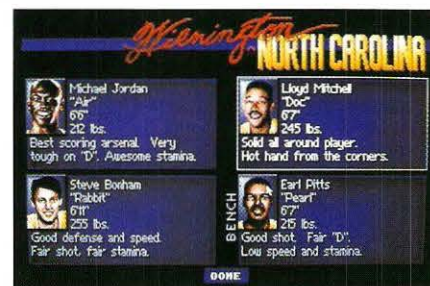 Wilmington
NORTH CAROLINA
Michael Jordan
"Air"
6'6"
212 lbs.
Best scoring arsenal. Very
tough on "D". Awesome stamina.
Lloyd Mitchell
"Doc"
6'7"
245 lbs.
Solid all around player.
Hot hand from the corners.
Steve Bonham
"Rabbit"
6'11"
255 lbs.
Good defense and speed.
Fair shot, fair stamina.
BENCH
Earl Pitts
"Pearl"
6'7"
215 lbs.
Good shot. Fair "D".
Low speed and stamina.
DONE